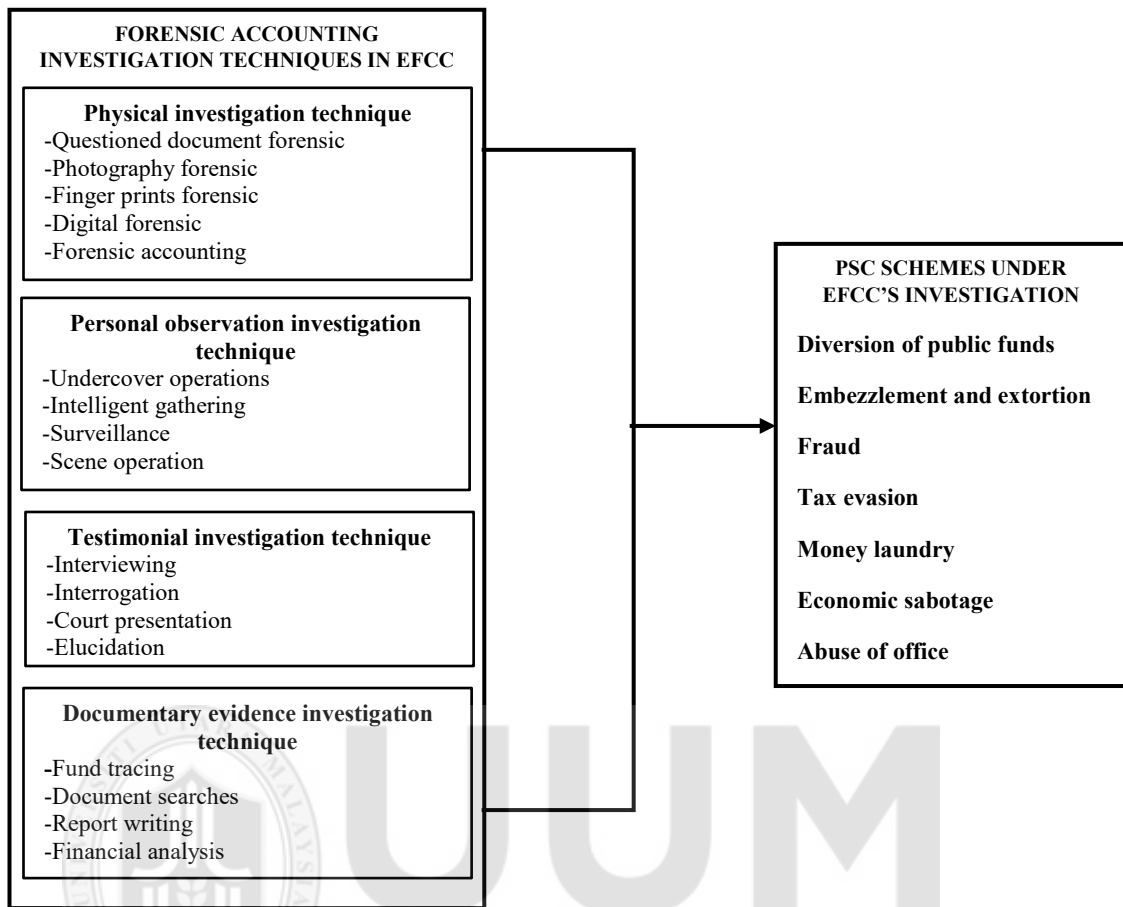 FORENSIC ACCOUNTING
INVESTIGATION TECHNIQUES IN EFCC
Physical investigation technique
-Questioned document forensic
-Photography forensic
-Finger prints forensic
-Digital forensic
-Forensic accounting
Personal observation investigation
technique
-Undercover operations
-Intelligent gathering
-Surveillance
-Scene operation
Testimonial investigation technique
-Interviewing
-Interrogation
-Court presentation
-Elucidation
Documentary evidence investigation
technique
-Fund tracing
-Document searches
-Report writing
-Financial analysis
PSC SCHEMES UNDER
EFCC’S INVESTIGATION
Diversion of public funds
Embezzlement and extortion
Fraud
Tax evasion
Money laundry
Economic sabotage
Abuse of office
UUM